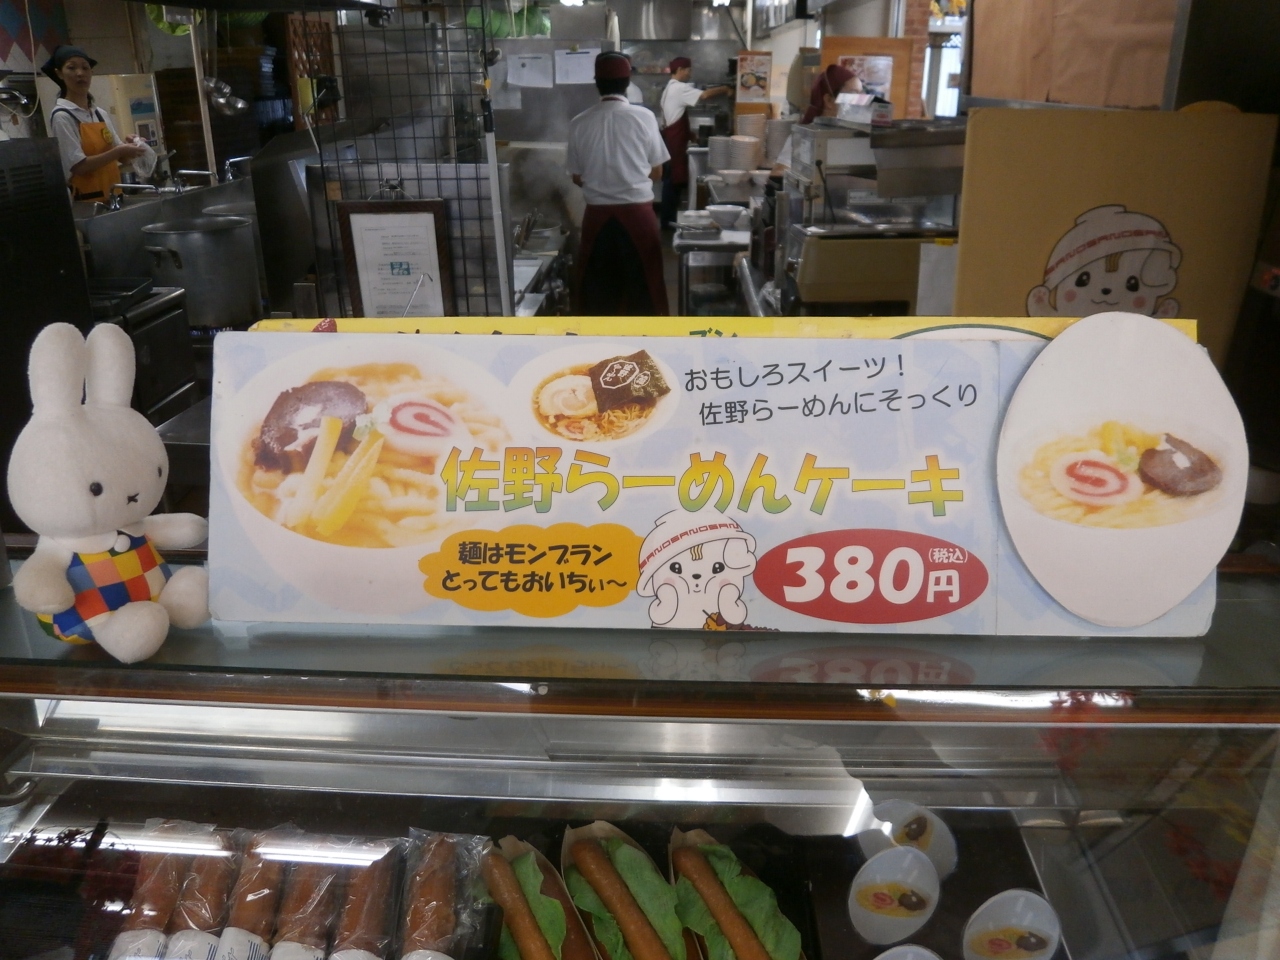 おもしろスイーツ！
佐野らーめんにそっくり
佐野らーめんケーキ
麺はモンブラン
とってもおいちぃ〜
380円
(税込)
SANOSANOSAN